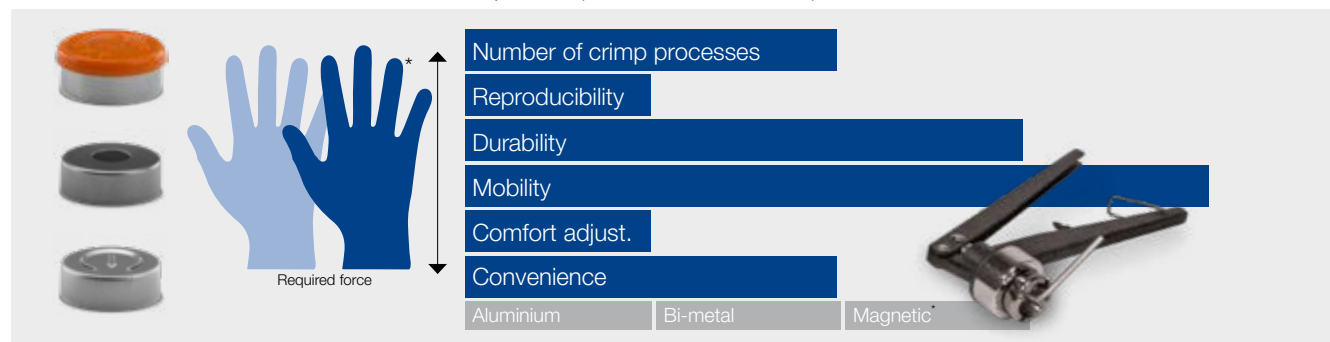 *
Number of crimp processes
Reproducibility
Durability
Mobility
Comfort adjust.
Convenience
Required force
Aluminium
Bi-metal
Magnetic*